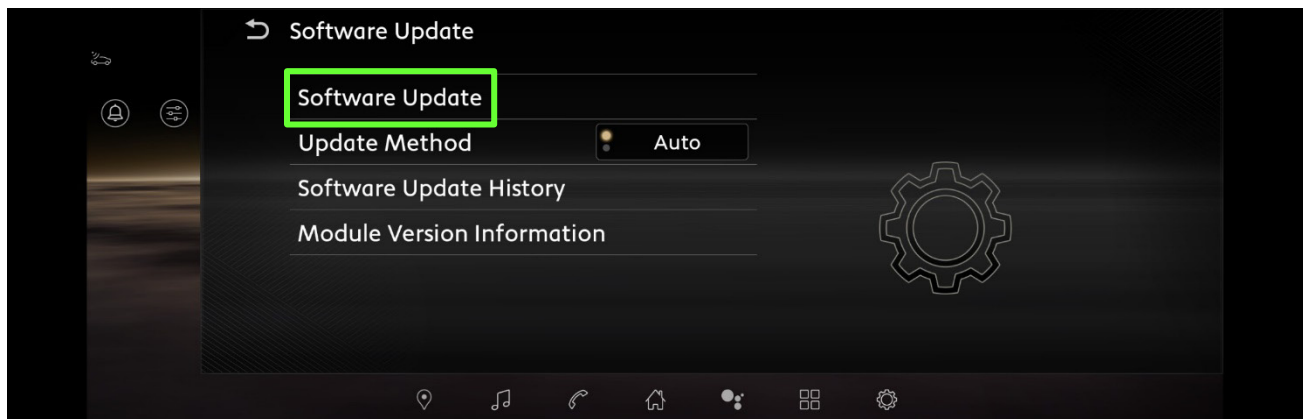 Software Update
Software Update
Update Method Auto
Software Update History
Module Version Information